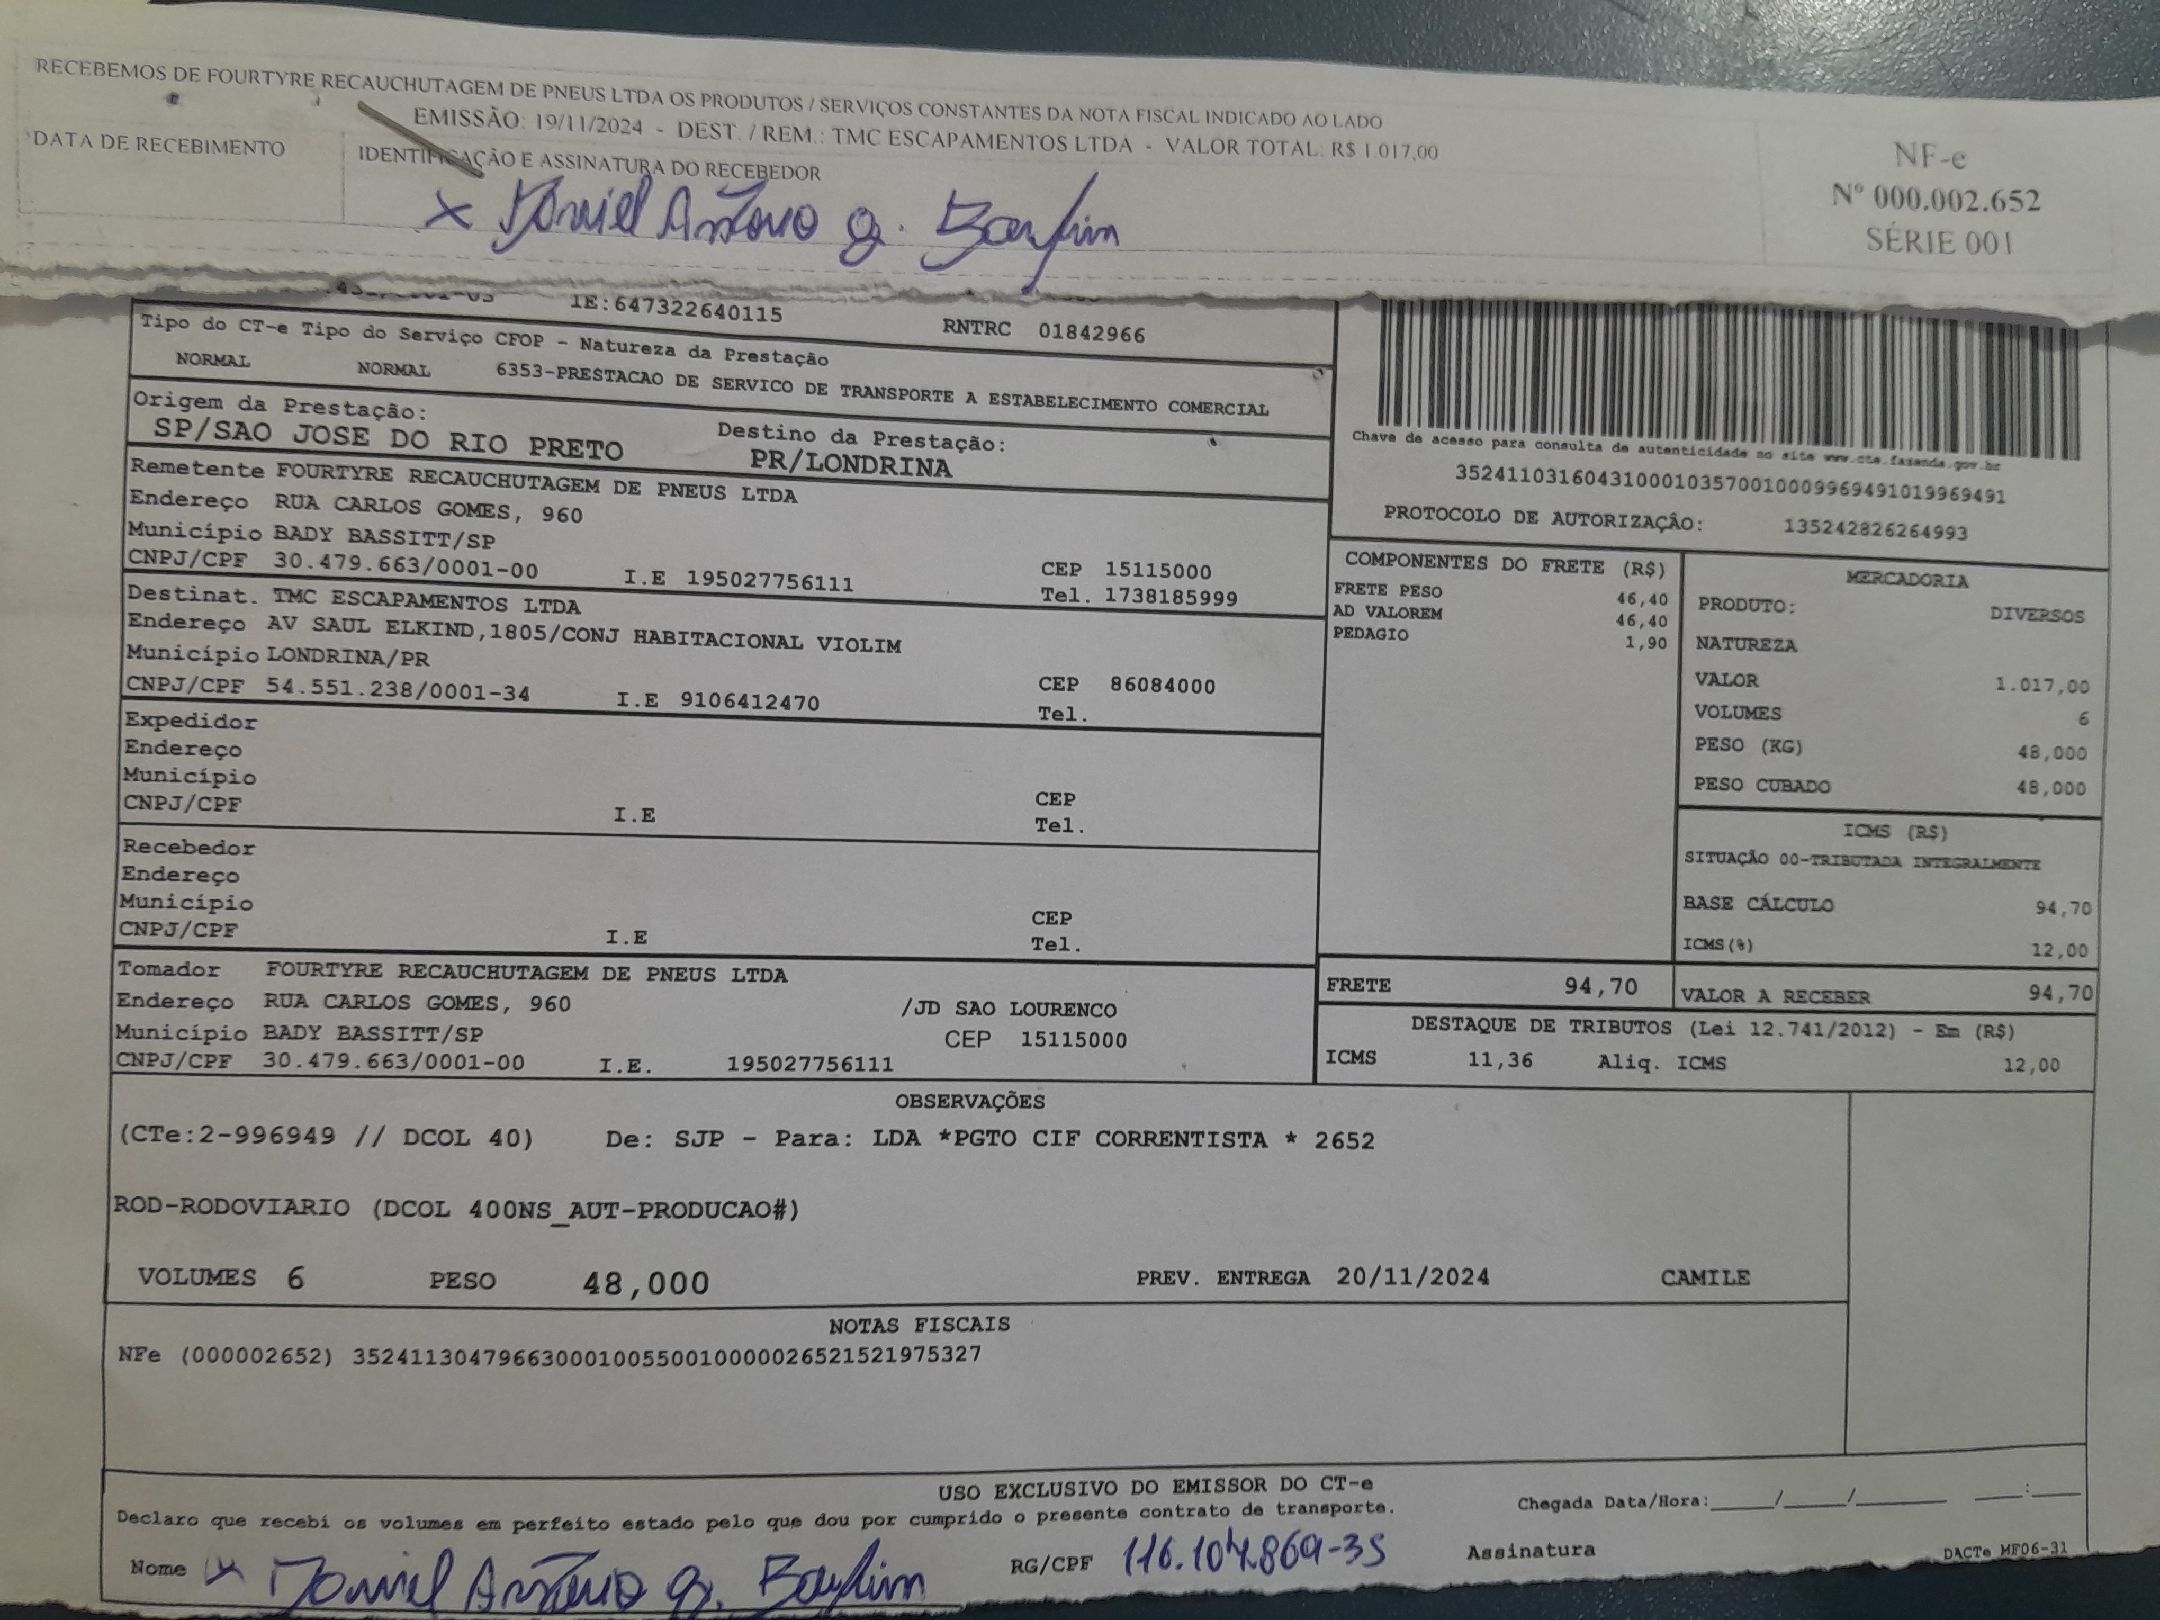 RECEBEMOS DE FOURTYRE RECAUCHUTAGEM DE PNEUS LTDA OS PRODUTOS / SERVIÇOS CONSTANTES DA NOTA FISCAL INDICADO AO LADO
EMISSÃO: 19/11/2024 - DEST. / REM.: TMC ESCAPAMENTOS LTDA - VALOR TOTAL: R$ 1.017,00
DATA DE RECEBIMENTO
IDENTIFICAÇÃO E ASSINATURA DO RECEBEDOR
X Daniel Antonio G.
NF-e
Nº 000.002.652
SÉRIE 001
IE:647322640115
RNTRC 01842966
Tipo do CT-e Tipo do Serviço CFOP - Natureza da Prestação
NORMAL NORMAL 6353-PRESTACAO DE SERVICO DE TRANSPORTE A ESTABELECIMENTO COMERCIAL
Origem da Prestação: Destino da Prestação:
SP/SAO JOSE DO RIO PRETO PR/LONDRINA
Remetente FOURTYRE RECAUCHUTAGEM DE PNEUS LTDA
Endereço RUA CARLOS GOMES, 960
Município BADY BASSITT/SP CEP 15115000
CNPJ/CPF 30.479.663/0001-00 I.E 195027756111 Tel. 1738185999
Destinat. TMC ESCAPAMENTOS LTDA
Endereço AV SAUL ELKIND,1805/CONJ HABITACIONAL VIOLIM
Município LONDRINA/PR CEP 86084000
CNPJ/CPF 54.551.238/0001-34 I.E 9106412470 Tel.
Expedidor
Endereço
Município CEP
CNPJ/CPF I.E Tel.
Recebedor
Endereço
Município CEP
CNPJ/CPF I.E Tel.
Tomador FOURTYRE RECAUCHUTAGEM DE PNEUS LTDA
Endereço RUA CARLOS GOMES, 960 /JD SAO LOURENCO
Município BADY BASSITT/SP CEP 15115000
CNPJ/CPF 30.479.663/0001-00 I.E. 195027756111
Chave de acesso para consulta de autenticidade no site www.cte.fazenda.gov.br
35241103160431000103570010009969491019969491
PROTOCOLO DE AUTORIZAÇÃO: 135242826264993
COMPONENTES DO FRETE (R$)
FRETE PESO 46,40
AD VALOREM 46,40
PEDAGIO 1,90
MERCADORIA
PRODUTO: DIVERSOS
NATUREZA
VALOR 1.017,00
VOLUMES 6
PESO (KG) 48,000
PESO CUBADO 48,000
ICMS (R$)
SITUAÇÃO 00-TRIBUTADA INTEGRALMENTE
BASE CÁLCULO 94,70
ICMS(%) 12,00
FRETE 94,70 VALOR A RECEBER 94,70
DESTAQUE DE TRIBUTOS (Lei 12.741/2012) - Em (R$)
ICMS 11,36 Aliq. ICMS 12,00
OBSERVAÇÕES
(CTe:2-996949 // DCOL 40) De: SJP - Para: LDA *PGTO CIF CORRENTISTA * 2652
ROD-RODOVIARIO (DCOL 400NS_AUT-PRODUCAO#)
VOLUMES 6 PESO 48,000 PREV. ENTREGA 20/11/2024 CAMILE
NOTAS FISCAIS
NFe (000002652) 35241130479663000100550010000026521521975327
USO EXCLUSIVO DO EMISSOR DO CT-e
Declaro que recebi os volumes em perfeito estado pelo que dou por cumprido o presente contrato de transporte.
Chegada Data/Hora:____/____/______ ___:___
Nome X Daniel Antonio G. RG/CPF 116.104.869-35 Assinatura
DACTe MF06-31